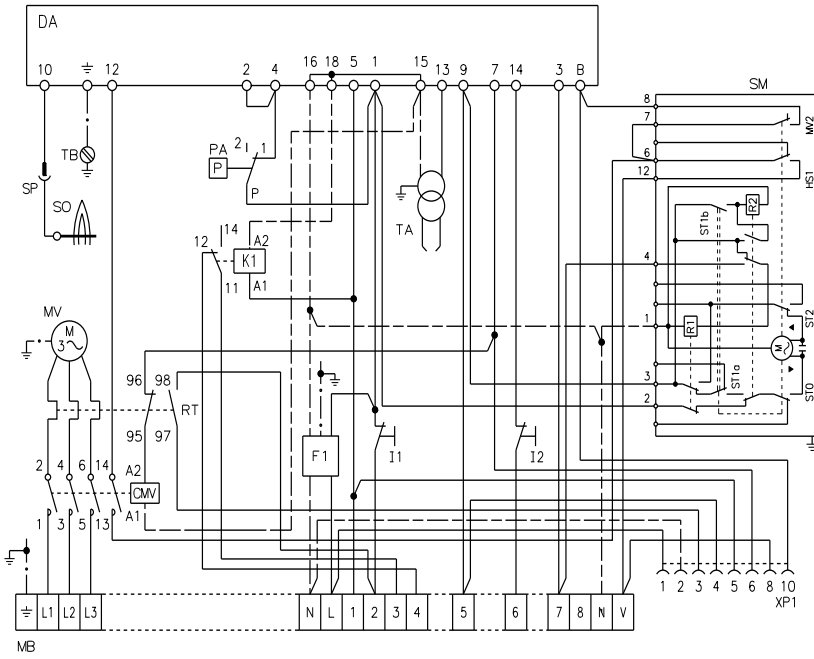 DA
10 12 2 4 16 18 5 1 15 13 9 7 14 3 B
SM
8
7
6
12
MV2
HS1
TB
SP
SO
PA 2 1
P
P
TA
R2
ST1b
14
12 A2
K1
11 A1
4
MV
M
3
1
R1
ST2
M
3
ST1a
ST0
2
96 98
RT
95 97
F1
I1
I2
2 4 6 14 A2
CMV
1 3 5 13 A1
1 2 3 4 5 6 8 10
XP1
L1 L2 L3 N L 1 2 3 4 5 6 7 8 N V
MB